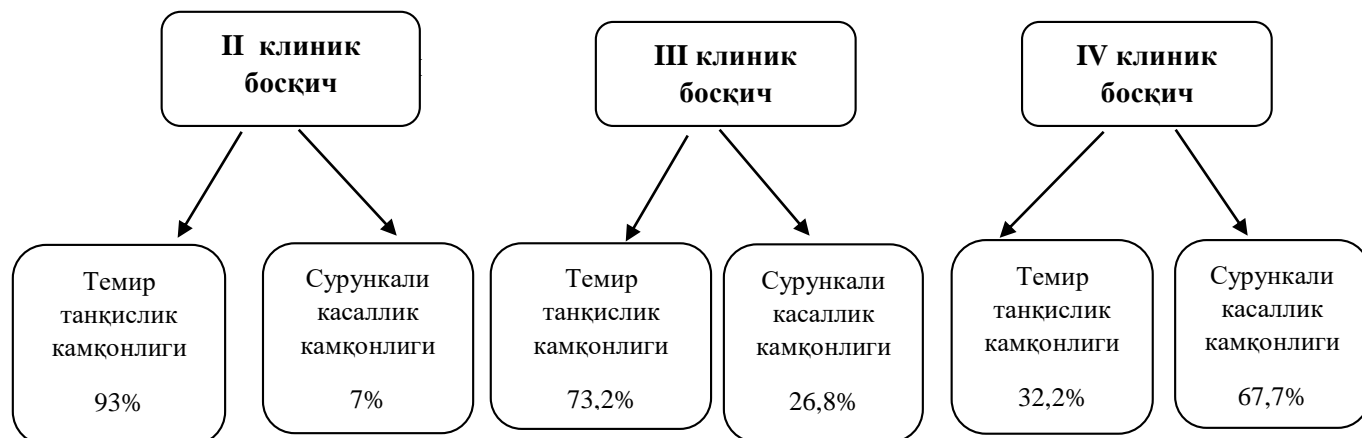 II клиник
босқич
III клиник
босқич
IV клиник
босқич
Темир
танқислик
камқонлиги
93%
Сурункали
касаллик
камқонлиги
7%
Темир
танқислик
камқонлиги
73,2%
Сурункали
касаллик
камқонлиги
26,8%
Темир
танқислик
камқонлиги
32,2%
Сурункали
касаллик
камқонлиги
67,7%